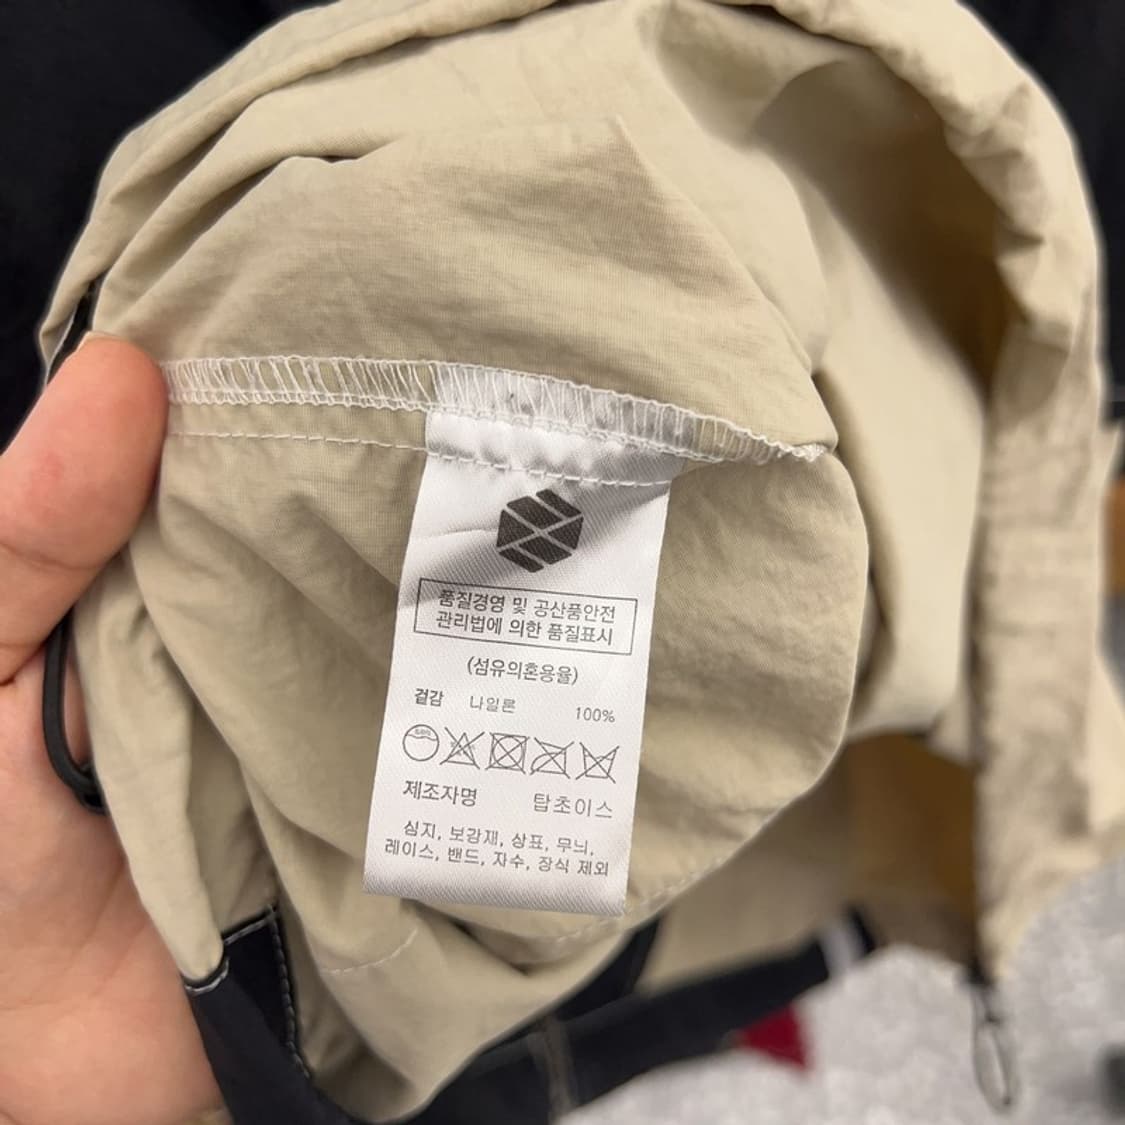 품질경영 및 공산품안전
관리법에 의한 품질표시
(섬유의혼용율)
겉감 나일론 100%
제조자명 탑초이스
심지, 보강재, 상표, 무늬,
레이스, 밴드, 자수, 장식 제외